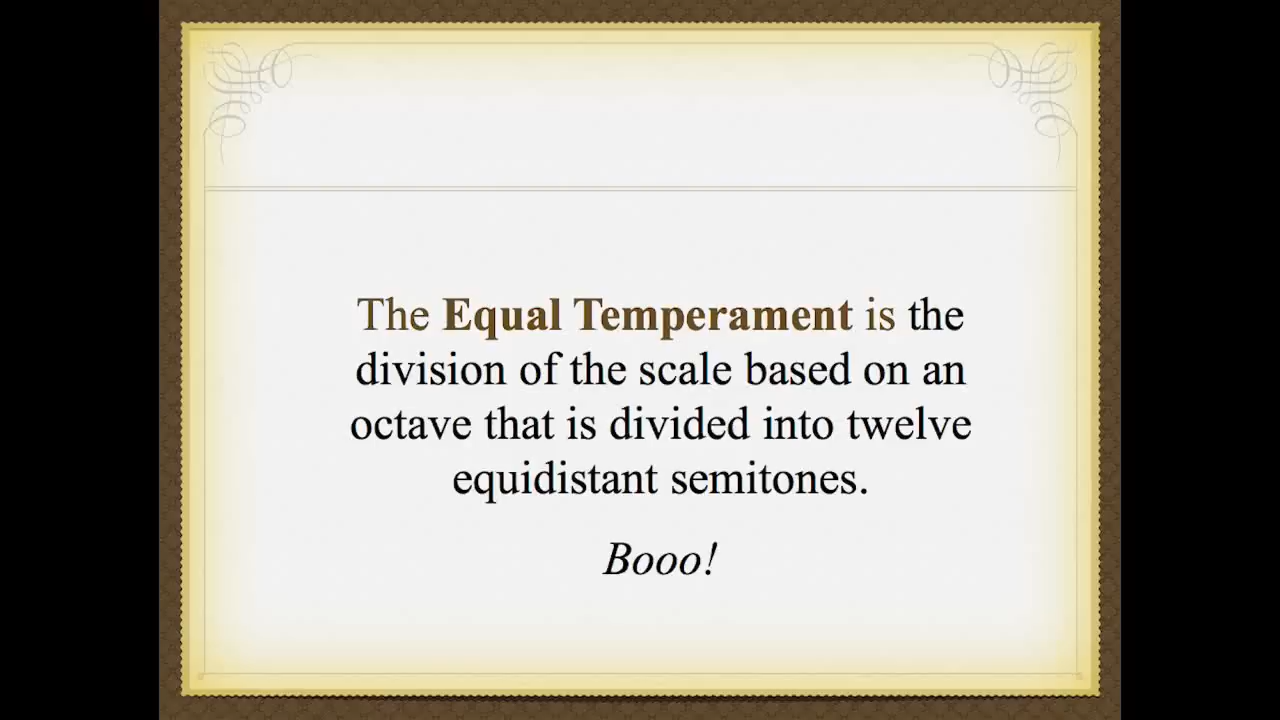 The Equal Temperament is the
division of the scale based on an
octave that is divided into twelve
equidistant semitones.
Booo!